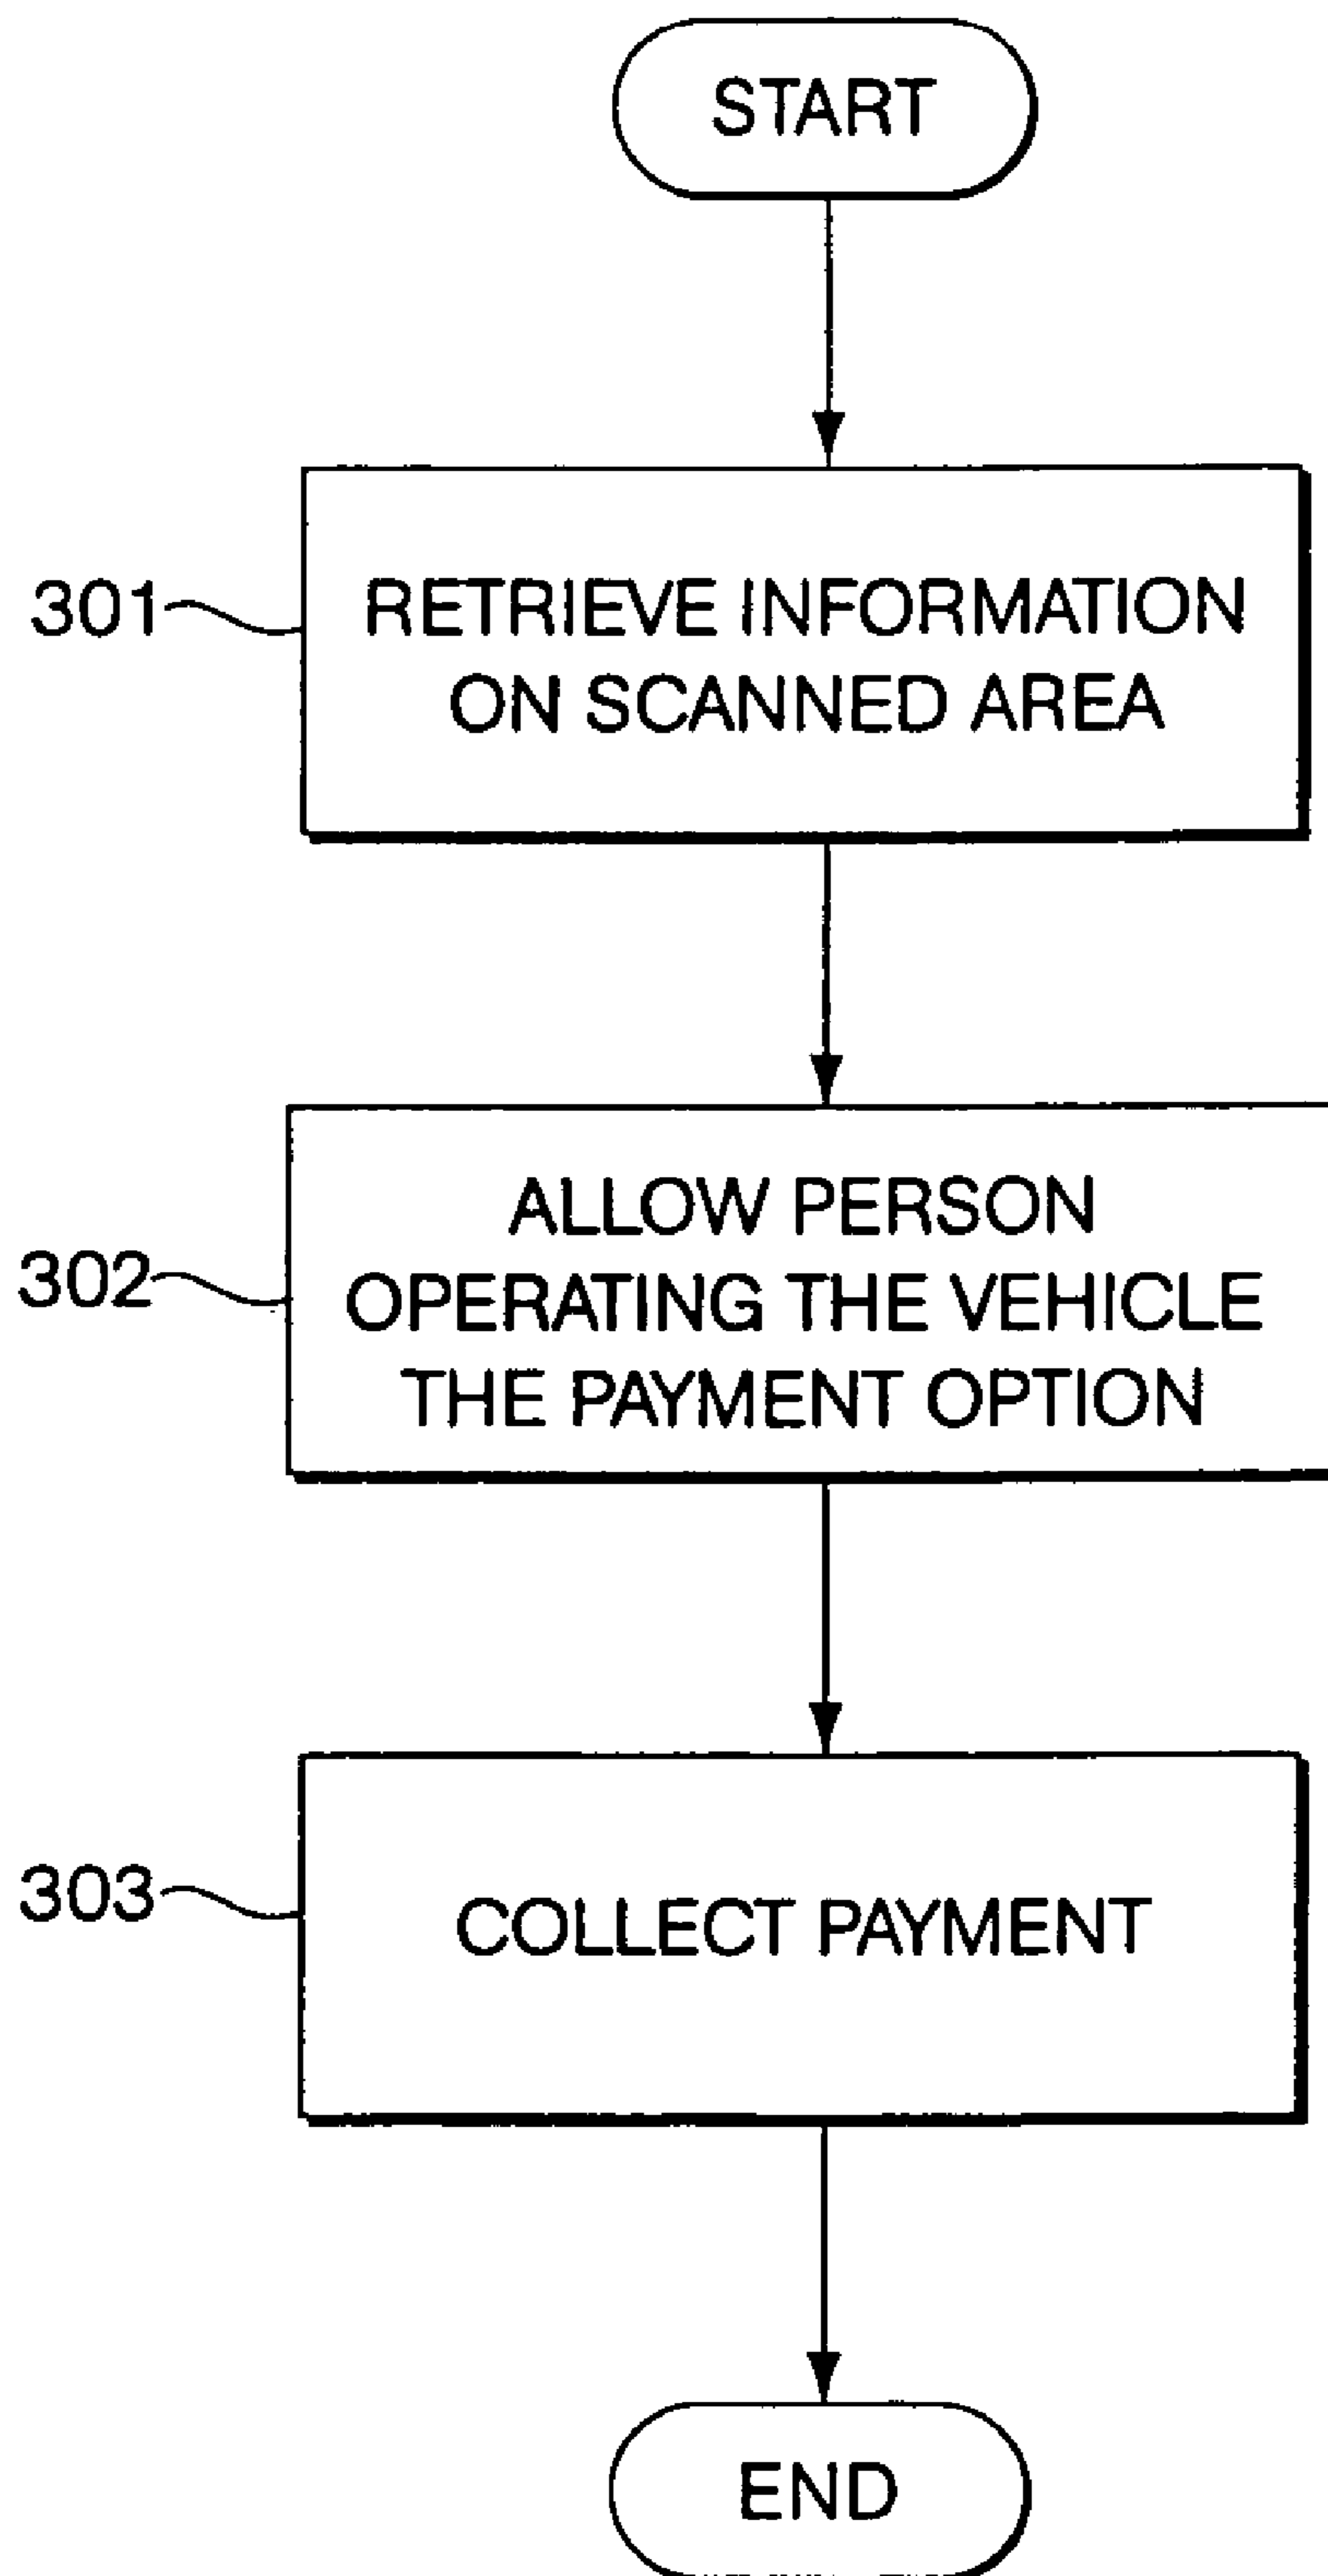 START
301
RETRIEVE INFORMATION
ON SCANNED AREA
302
ALLOW PERSON
OPERATING THE VEHICLE
THE PAYMENT OPTION
303
COLLECT PAYMENT
END